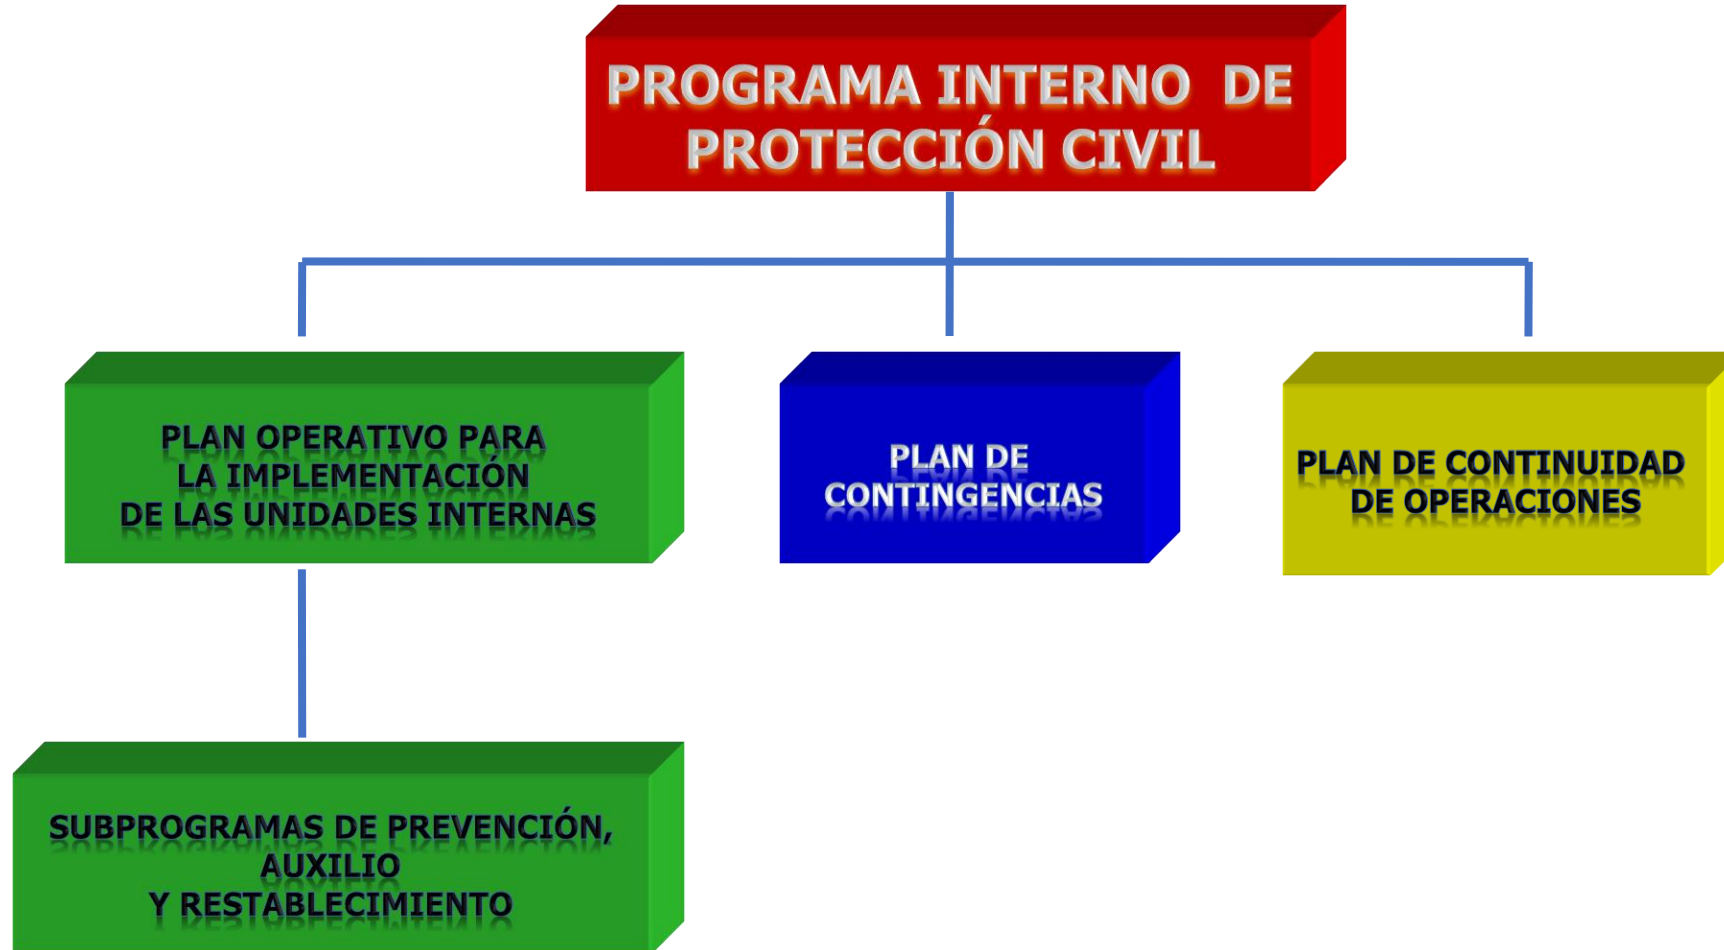 PROGRAMA INTERNO DE
PROTECCIÓN CIVIL
PLAN OPERATIVO PARA
LA IMPLEMENTACIÓN
DE LAS UNIDADES INTERNAS
PLAN DE
CONTINGENCIAS
PLAN DE CONTINUIDAD
DE OPERACIONES
SUBPROGRAMAS DE PREVENCIÓN,
AUXILIO
Y RESTABLECIMIENTO